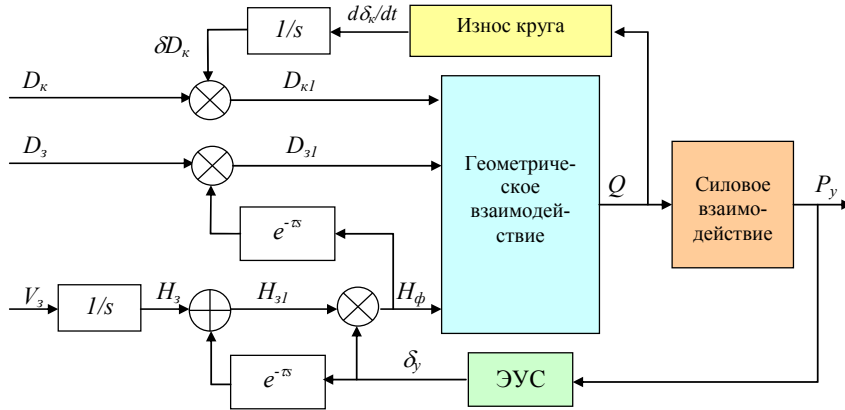 dδк/dt
Износ круга
1/s
δDк
Dк
Dк1
Dз
Dз1
Геометриче-
ское
взаимодей-
ствие
Q
Силовое
взаимо-
действие
Pу
e-τs
Vз
1/s
Hз
Hз1
Hф
e-τs
δу
ЭУС